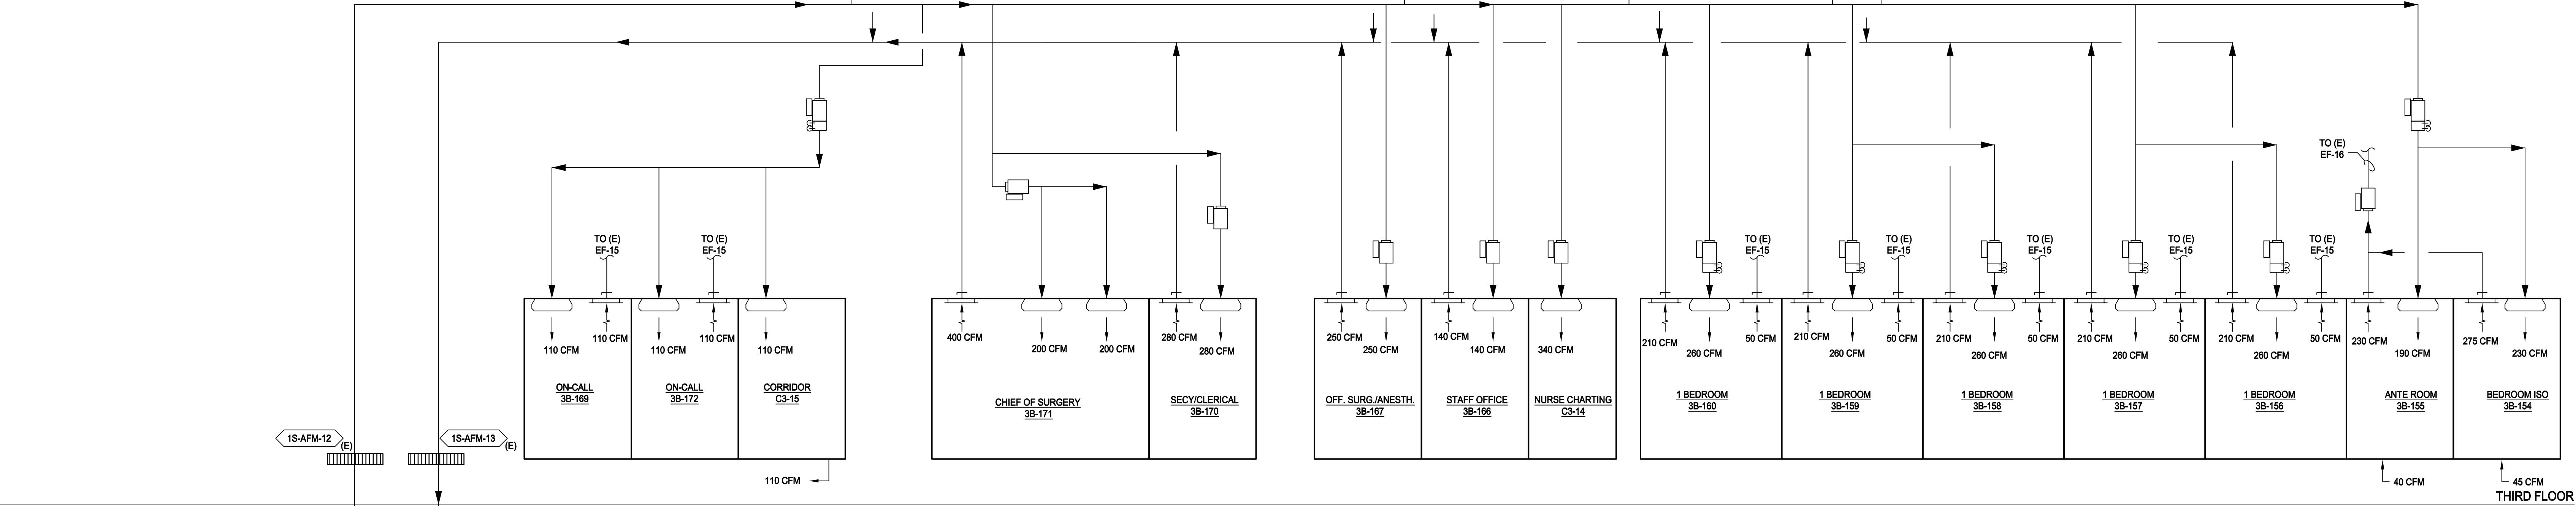 TO (E)
EF-16
TO (E)
EF-15
TO (E)
EF-15
TO (E)
EF-15
TO (E)
EF-15
TO (E)
EF-15
TO (E)
EF-15
TO (E)
EF-15
110 CFM
110 CFM
110 CFM
110 CFM
110 CFM
400 CFM
200 CFM
200 CFM
280 CFM
280 CFM
250 CFM
250 CFM
140 CFM
140 CFM
340 CFM
210 CFM
260 CFM
50 CFM
210 CFM
260 CFM
50 CFM
210 CFM
260 CFM
50 CFM
210 CFM
260 CFM
50 CFM
210 CFM
260 CFM
50 CFM
230 CFM
190 CFM
275 CFM
230 CFM
ON-CALL
3B-169
ON-CALL
3B-172
CORRIDOR
C3-15
CHIEF OF SURGERY
3B-171
SECY/CLERICAL
3B-170
OFF. SURG./ANESTH.
3B-167
STAFF OFFICE
3B-166
NURSE CHARTING
C3-14
1 BEDROOM
3B-160
1 BEDROOM
3B-159
1 BEDROOM
3B-158
1 BEDROOM
3B-157
1 BEDROOM
3B-156
ANTE ROOM
3B-155
BEDROOM ISO
3B-154
1S-AFM-12
(E)
1S-AFM-13
(E)
110 CFM
40 CFM
45 CFM
THIRD FLOOR